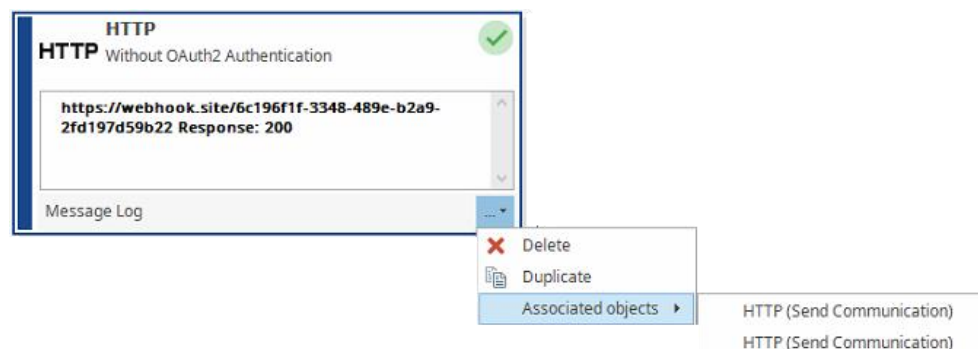 HTTP
HTTP Without OAuth2 Authentication
https://webhook.site/6c196f1f-3348-489e-b2a9-
2fd197d59b22 Response: 200
Message Log
...
Delete
Duplicate
Associated objects
HTTP (Send Communication)
HTTP (Send Communication)